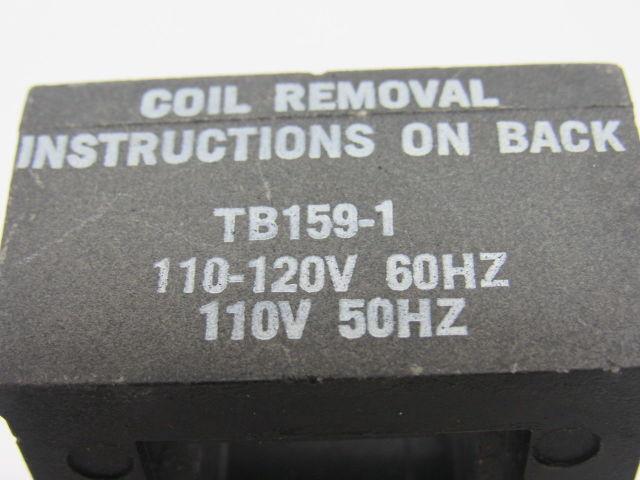 COIL REMOVAL
INSTRUCTIONS ON BACK
TB159-1
110-120V 60HZ
110V 50HZ